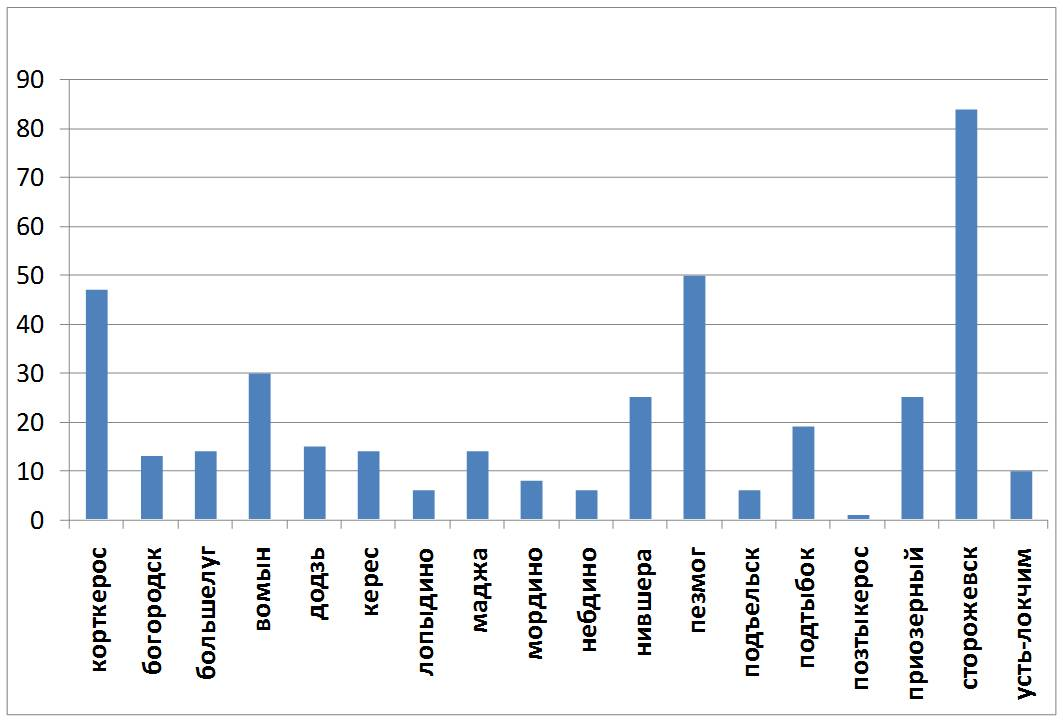 90
80
70
60
50
40
30
20
10
0
корткерос
богородск
большелуг
вомын
додзь
керес
лопыдино
маджа
мордино
небдино
нившера
пезмог
подъельск
подтыбок
позтыкерос
приозерный
сторожевск
усть-локчим